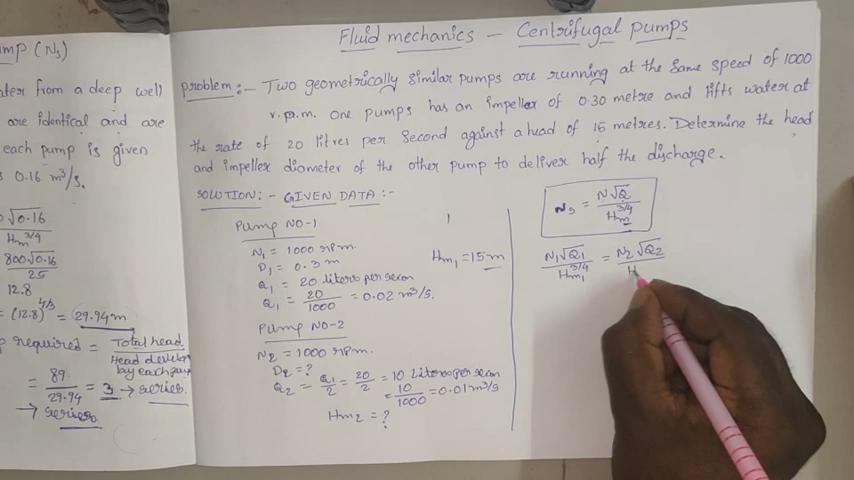 ump (Ns)
ater from a deep well
are identical and are
each pump is given
s 0.16 m³/s.
√0.16
Hm^3/4
800√0.16
25
12.8
= (12.8)^4/3 = 29.94m
p required = Total head
Head develop
by each pump
= 89 / 29.94 = 3 → series.
→ series
Fluid mechanics - Centrifugal pumps
problem:- Two geometrically similar pumps are running at the same speed of 1000
r.p.m. one pumps has an impeller of 0.30 metre and lifts water at
the rate of 20 litres per second against a head of 15 metres. Determine the head
and impeller diameter of the other pump to deliver half the discharge.
SOLUTION:- GIVEN DATA:-
Pump NO-1
N1 = 1000 rpm.
D1 = 0.3 m
Q1 = 20 liters per secon
Q1 = 20/1000 = 0.02 m³/s.
Hm1 = 15m
Pump NO-2
N2 = 1000 rpm.
D2 = ?
Q2 = Q1/2 = 20/2 = 10 Liters per secon
= 10/1000 = 0.01 m³/s
Hm2 = ?
Ns = N√Q / Hm^3/4
N1√Q1 / Hm1^3/4 = N2√Q2 / H